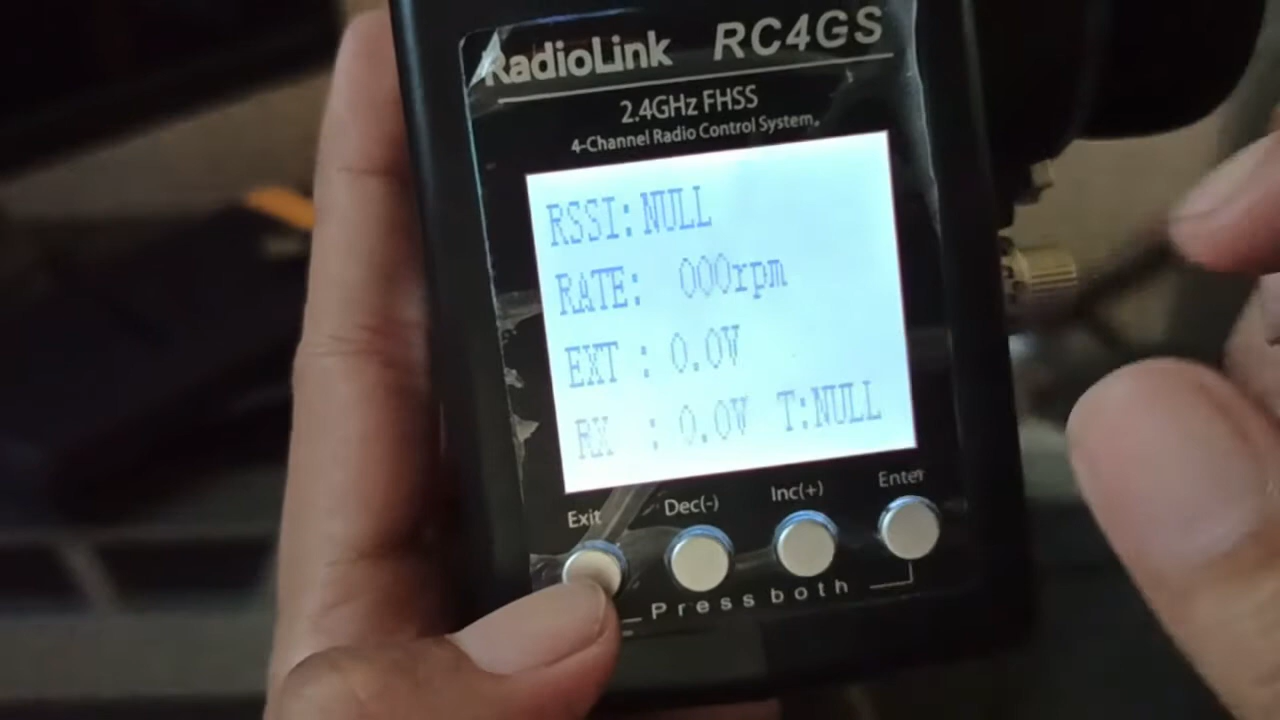 RadioLink RC4GS
2.4GHz FHSS
4-Channel Radio Control System.
RSSI: NULL
RATE: 000rpm
EXT : 0.0V
RX : 0.0V T:NULL
Exit Dec(-) Inc(+) Enter
Press both